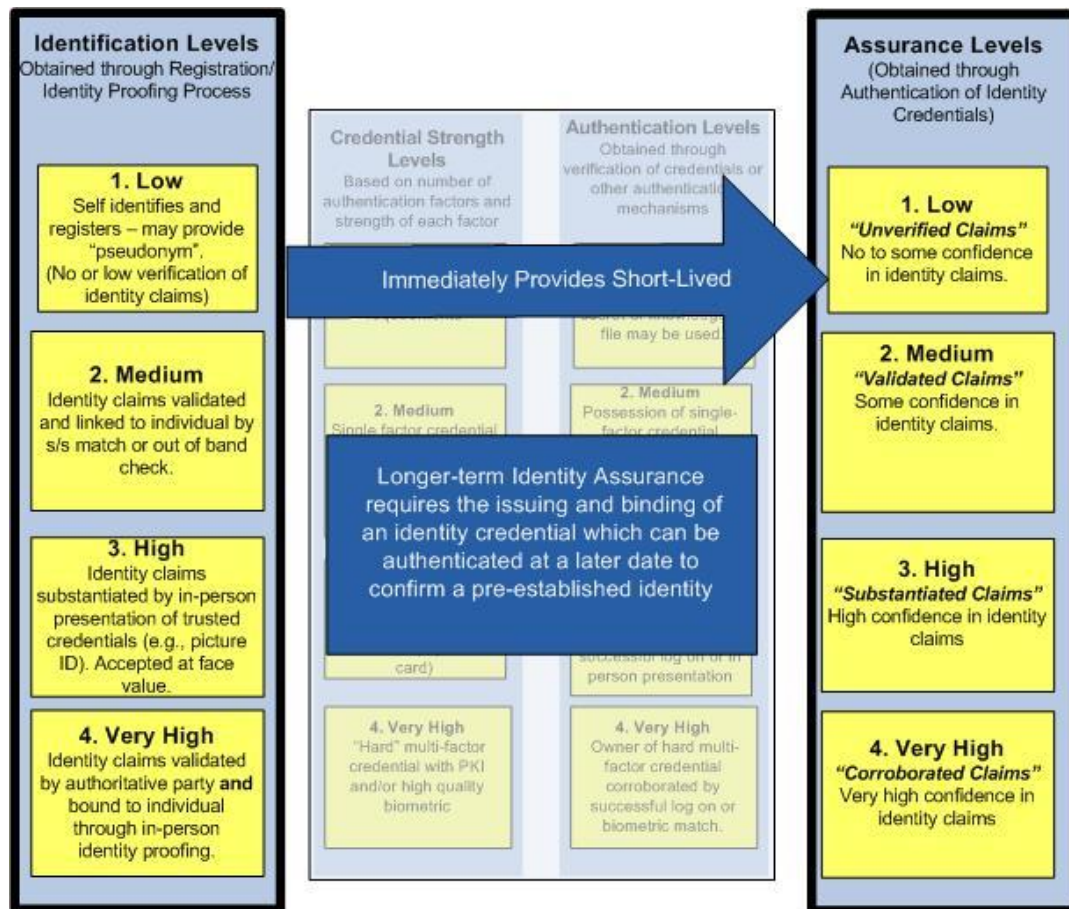 Identification Levels
Obtained through Registration/
Identity Proofing Process
1. Low
Self identifies and
registers – may provide
“pseudonym”.
(No or low verification of
identity claims)
2. Medium
Identity claims validated
and linked to individual by
s/s match or out of band
check.
3. High
Identity claims
substantiated by in-person
presentation of trusted
credentials (e.g., picture
ID). Accepted at face
value.
4. Very High
Identity claims validated
by authoritative party and
bound to individual
through in-person
identity proofing.
Credential Strength
Levels
Based on number of
authentication factors and
strength of each factor
2. Medium
Single factor credential
card)
4. Very High
“Hard” multi-factor
credential with PKI
and/or high quality
biometric
Authentication Levels
Obtained through
verification of credentials or
other authentication
mechanisms
file may be used.
2. Medium
Possession of single-
factor credential
successful log on or in
person presentation
4. Very High
Owner of hard multi-
factor credential
corroborated by
successful log on or
biometric match.
Immediately Provides Short-Lived
Longer-term Identity Assurance
requires the issuing and binding of
an identity credential which can be
authenticated at a later date to
confirm a pre-established identity
Assurance Levels
(Obtained through
Authentication of Identity
Credentials)
1. Low
“Unverified Claims”
No to some confidence
in identity claims.
2. Medium
“Validated Claims”
Some confidence in
identity claims.
3. High
“Substantiated Claims”
High confidence in identity
claims
4. Very High
“Corroborated Claims”
Very high confidence in
identity claims